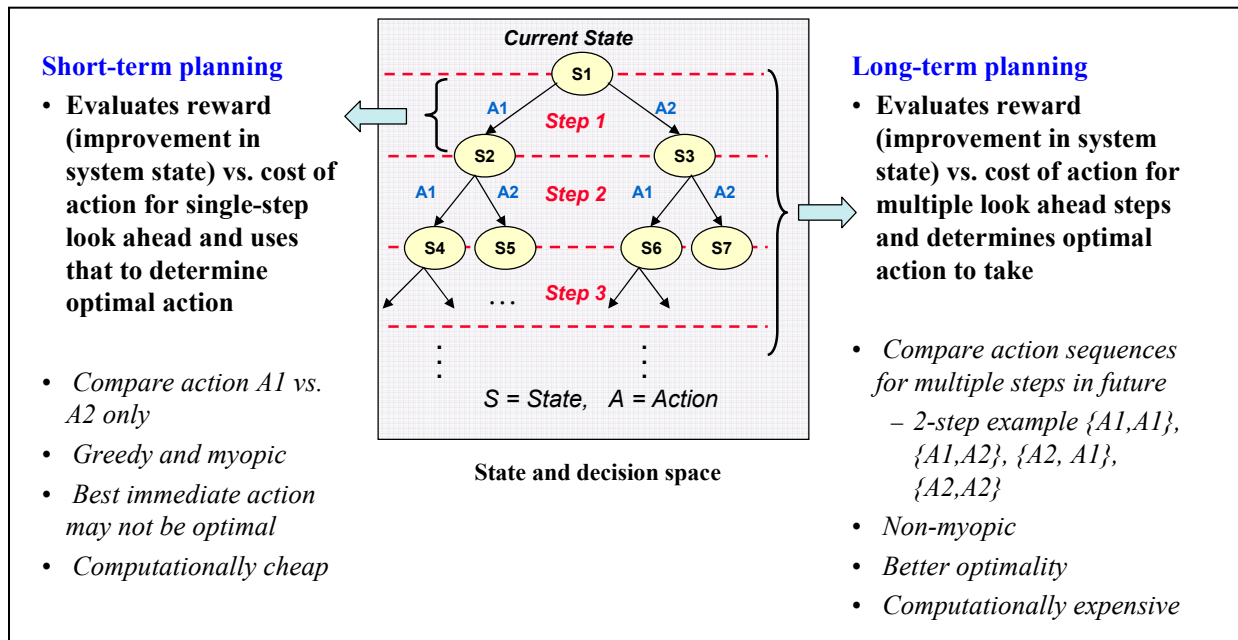 Short-term planning
• Evaluates reward
(improvement in
system state) vs. cost of
action for single-step
look ahead and uses
that to determine
optimal action
• Compare action A1 vs.
A2 only
• Greedy and myopic
• Best immediate action
may not be optimal
• Computationally cheap
Current State
S1
A1
A2
Step 1
S2
S3
A1
A2
Step 2
A1
A2
S4
S5
S6
S7
Step 3
...
S = State, A = Action
State and decision space
Long-term planning
• Evaluates reward
(improvement in system
state) vs. cost of action for
multiple look ahead steps
and determines optimal
action to take
• Compare action sequences
for multiple steps in future
– 2-step example {A1,A1},
{A1,A2}, {A2, A1},
{A2,A2}
• Non-myopic
• Better optimality
• Computationally expensive